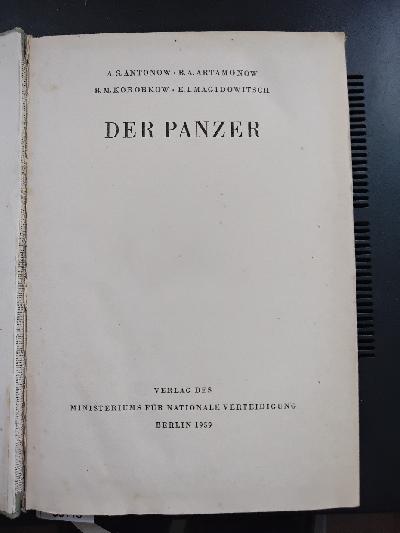 A. S. ANTONOW · B. A. ARTAMONOW
B. M. KOROBKOW · E. I. MAGIDOWITSCH
DER PANZER
VERLAG DES
MINISTERIUMS FÜR NATIONALE VERTEIDIGUNG
BERLIN 1959